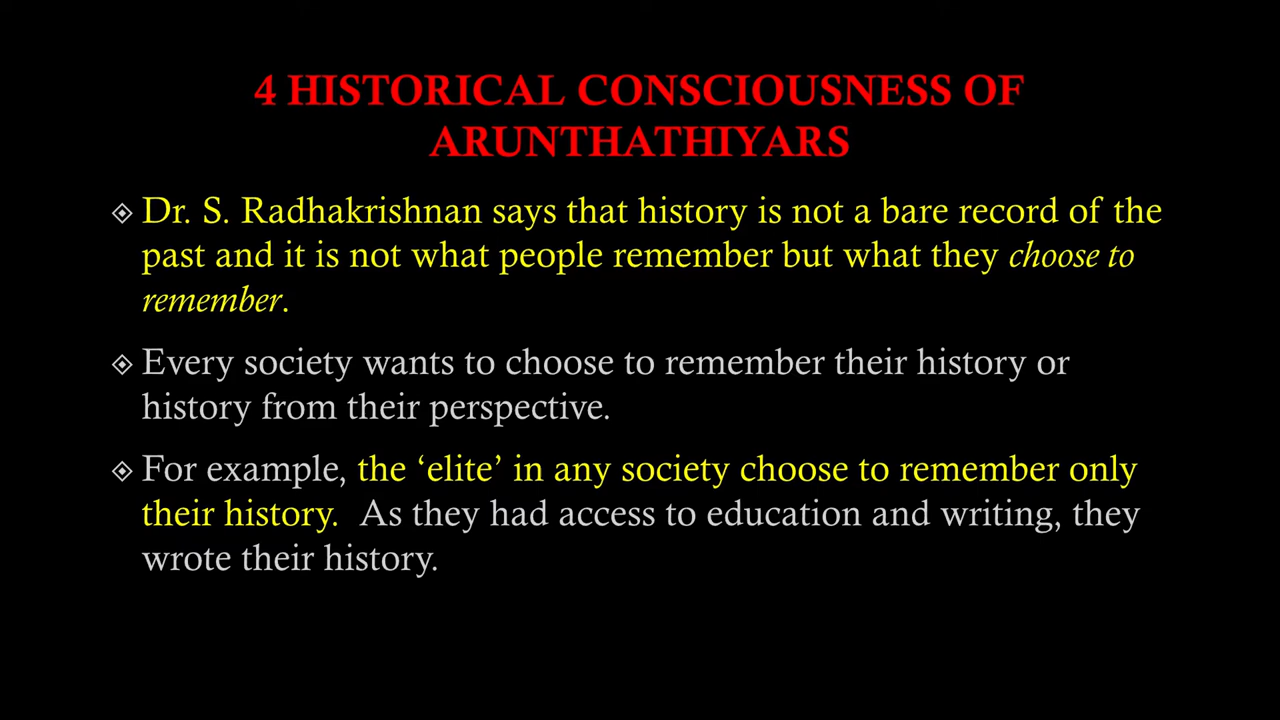 4 HISTORICAL CONSCIOUSNESS OF
ARUNTHATHIYARS
Dr. S. Radhakrishnan says that history is not a bare record of the
past and it is not what people remember but what they choose to
remember.
Every society wants to choose to remember their history or
history from their perspective.
For example, the ‘elite’ in any society choose to remember only
their history.  As they had access to education and writing, they
wrote their history.